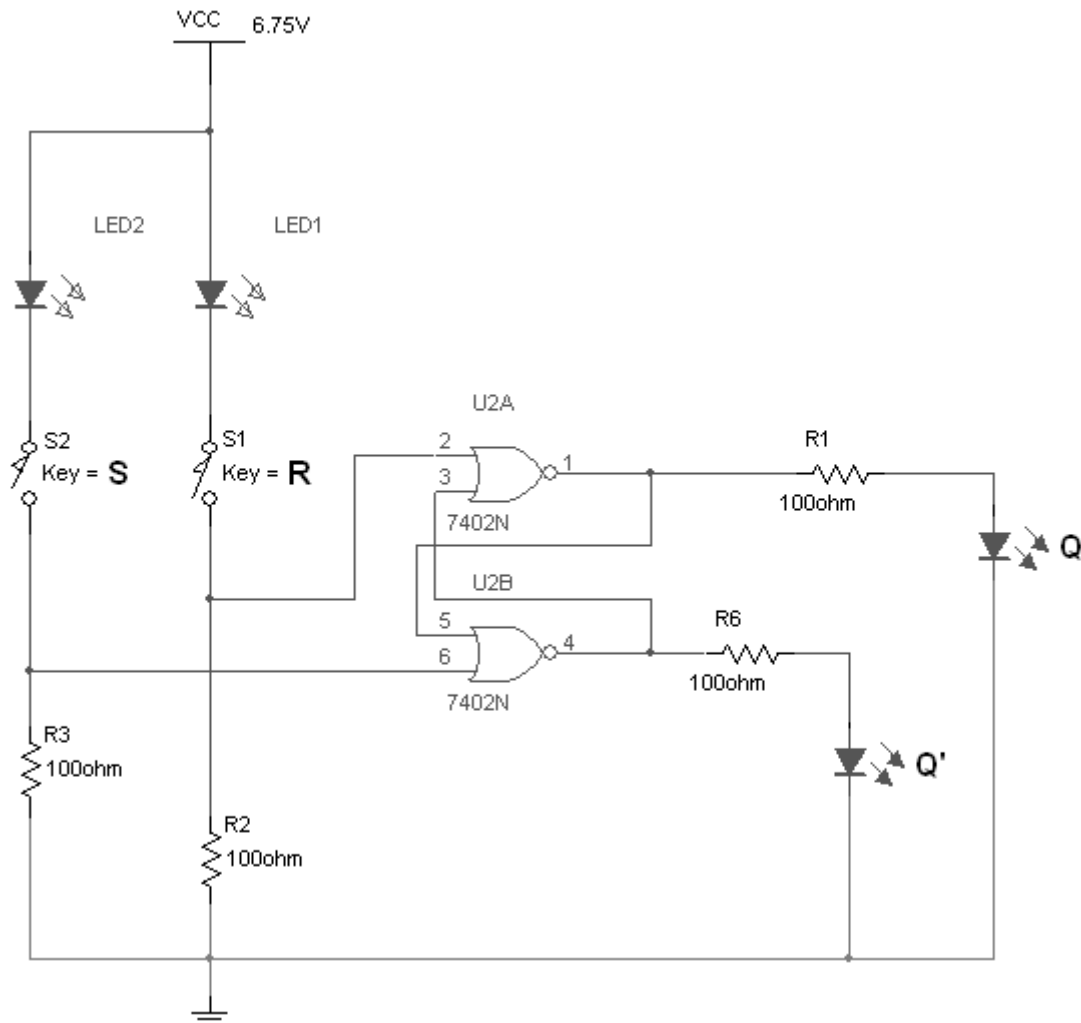 VCC 6.75V
LED2 LED1
U2A
S2 S1
Key = S Key = R
2 3 1
7402N
R1
100ohm
Q
U2B
5 6 4
7402N
R6
100ohm
Q'
R3
100ohm
R2
100ohm